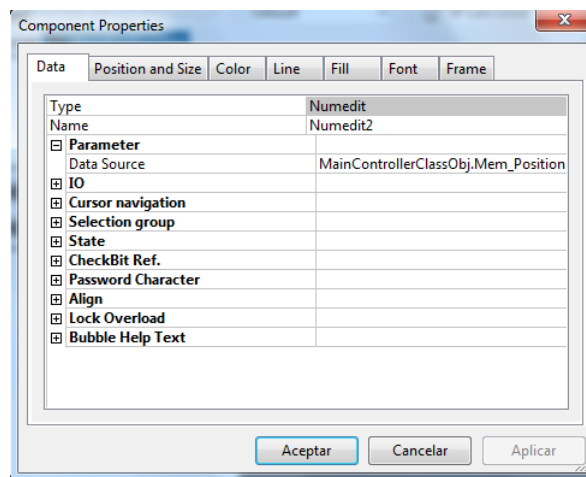 Component Properties
Data Position and Size Color Line Fill Font Frame
Type Numedit
Name Numedit2
Parameter
Data Source MainControllerClassObj.Mem_Position
IO
Cursor navigation
Selection group
State
CheckBit Ref.
Password Character
Align
Lock Overload
Bubble Help Text
Aceptar Cancelar Aplicar